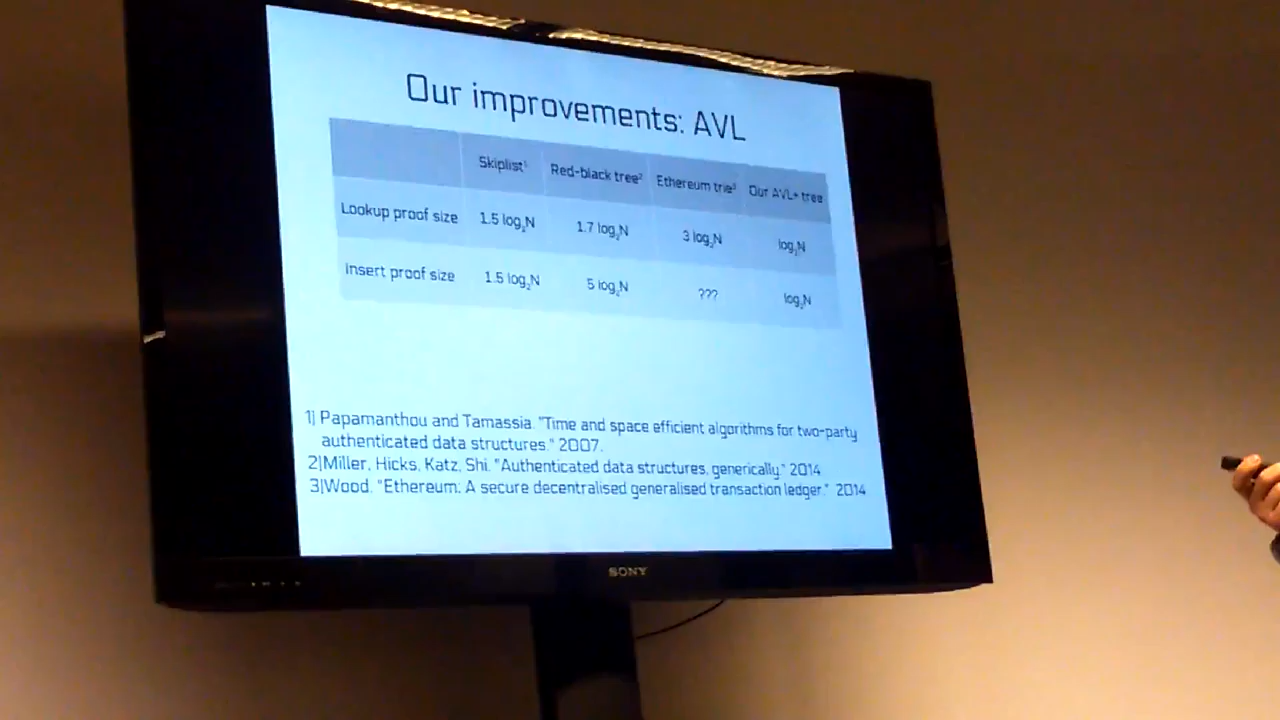 Our improvements: AVL
Skiplist¹ Red-black tree² Ethereum trie³ Our AVL+ tree
Lookup proof size 1.5 log₂N 1.7 log₂N 3 log₂N log₂N
Insert proof size 1.5 log₂N 5 log₂N ??? log₂N
1| Papamanthou and Tamassia. "Time and space efficient algorithms for two-party
authenticated data structures." 2007.
2|Miller, Hicks, Katz, Shi. "Authenticated data structures, generically." 2014
3|Wood. "Ethereum: A secure decentralised generalised transaction ledger." 2014
SONY